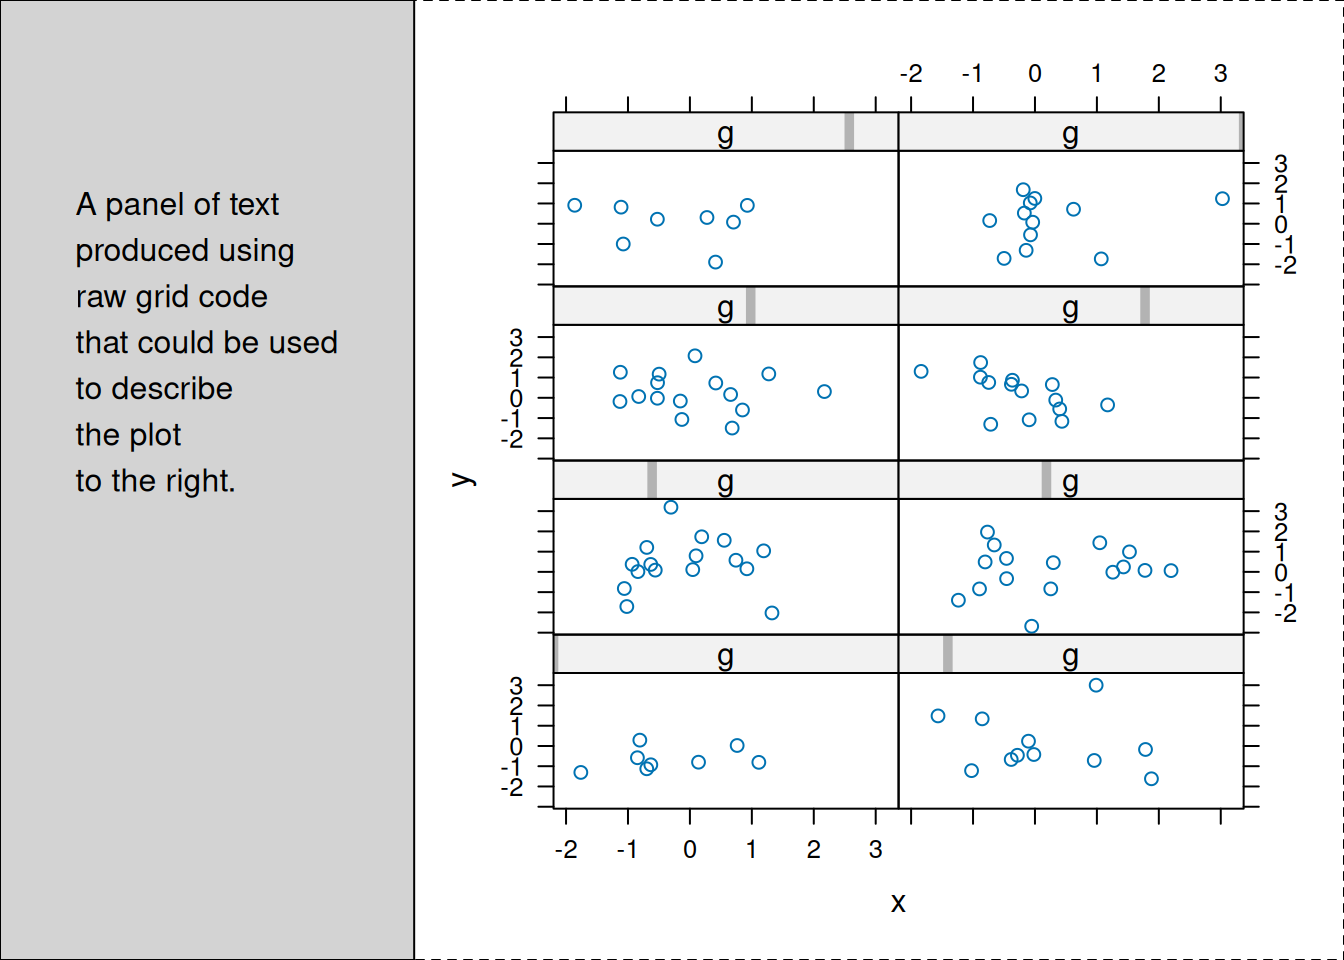 A panel of text
produced using
raw grid code
that could be used
to describe
the plot
to the right.
-2 -1 0 1 2 3
g g
3
2
1
0
-1
-2
g g
3
2
1
0
-1
-2
y
g g
3
2
1
0
-1
-2
g g
3
2
1
0
-1
-2
-2 -1 0 1 2 3
x